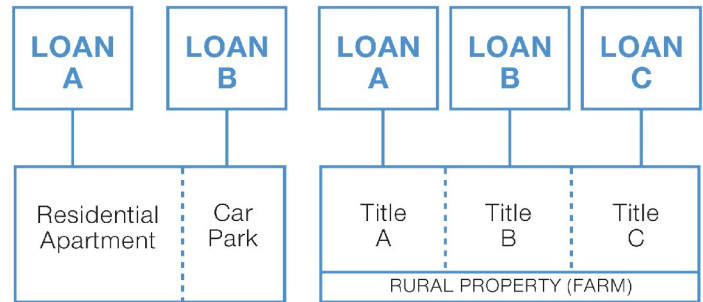 LOAN
A
LOAN
B
LOAN
A
LOAN
B
LOAN
C
Residential
Apartment
Car
Park
Title
A
Title
B
Title
C
RURAL PROPERTY (FARM)